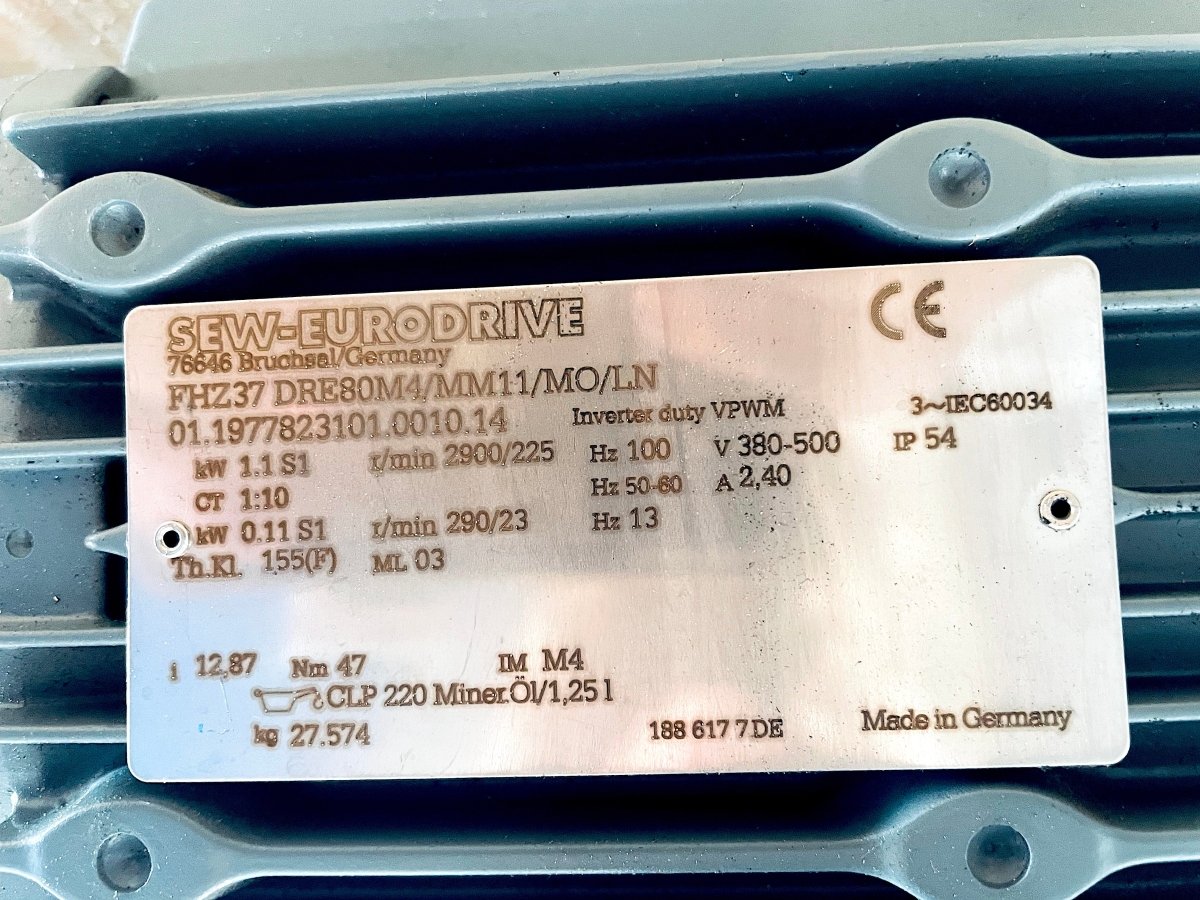 SEW-EURODRIVE
CE
76646 Bruchsal/Germany
FHZ37 DRE80M4/MM11/MO/LN
01.1977823101.0010.14 Inverter duty VPWM 3~IEC60034
kW 1.1 S1 r/min 2900/225 Hz 100 V 380-500 IP 54
CT 1:10 Hz 50-60 A 2,40
kW 0.11 S1 r/min 290/23 Hz 13
Th.Kl. 155(F) ML 03
i 12,87 Nm 47 IM M4
CLP 220 Miner.Öl/1,25 l
kg 27.574 188 617 7 DE Made in Germany